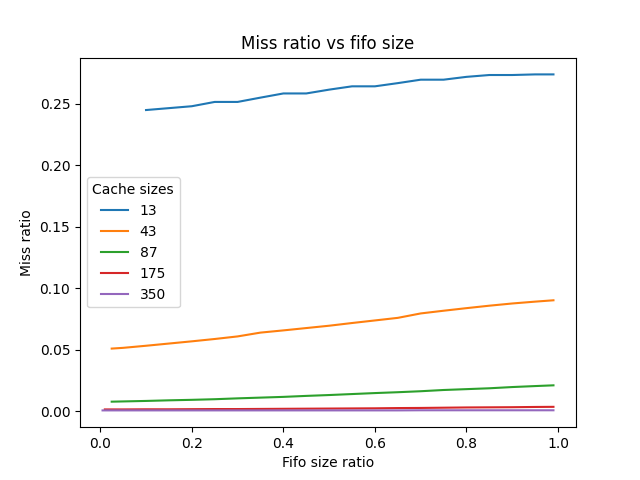 Miss ratio vs fifo size
Miss ratio
0.25
0.20
0.15
0.10
0.05
0.00
Cache sizes
13
43
87
175
350
0.0 0.2 0.4 0.6 0.8 1.0
Fifo size ratio